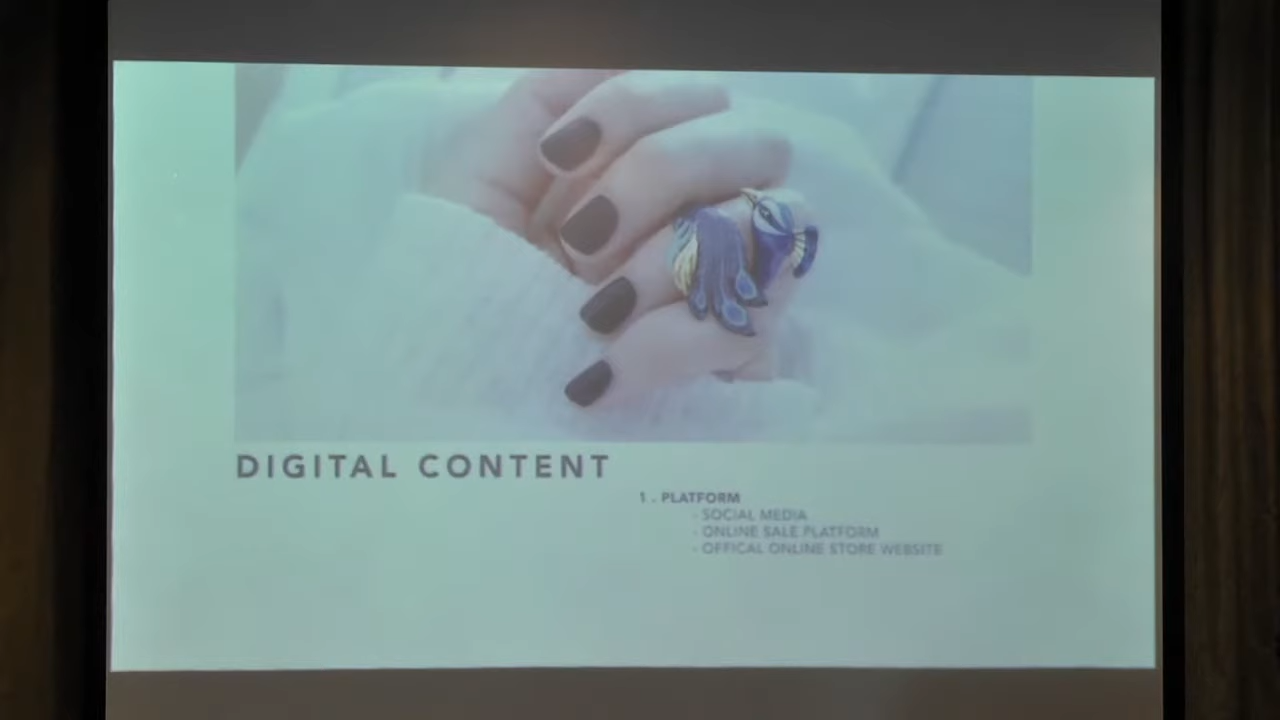 DIGITAL CONTENT
1 . PLATFORM
- SOCIAL MEDIA
- ONLINE SALE PLATFORM
- OFFICAL ONLINE STORE WEBSITE